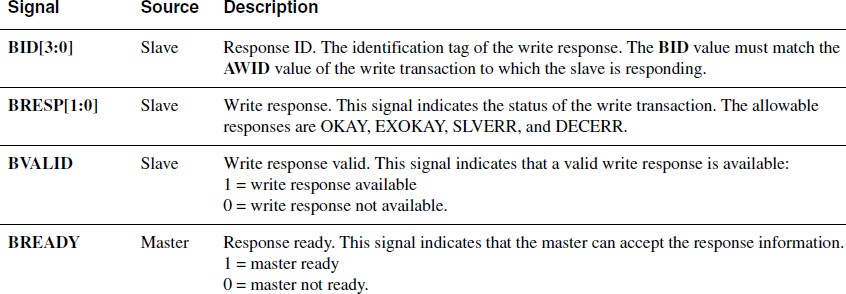 Signal Source Description
BID[3:0] Slave Response ID. The identification tag of the write response. The BID value must match the
AWID value of the write transaction to which the slave is responding.
BRESP[1:0] Slave Write response. This signal indicates the status of the write transaction. The allowable
responses are OKAY, EXOKAY, SLVERR, and DECERR.
BVALID Slave Write response valid. This signal indicates that a valid write response is available:
1 = write response available
0 = write response not available.
BREADY Master Response ready. This signal indicates that the master can accept the response information.
1 = master ready
0 = master not ready.